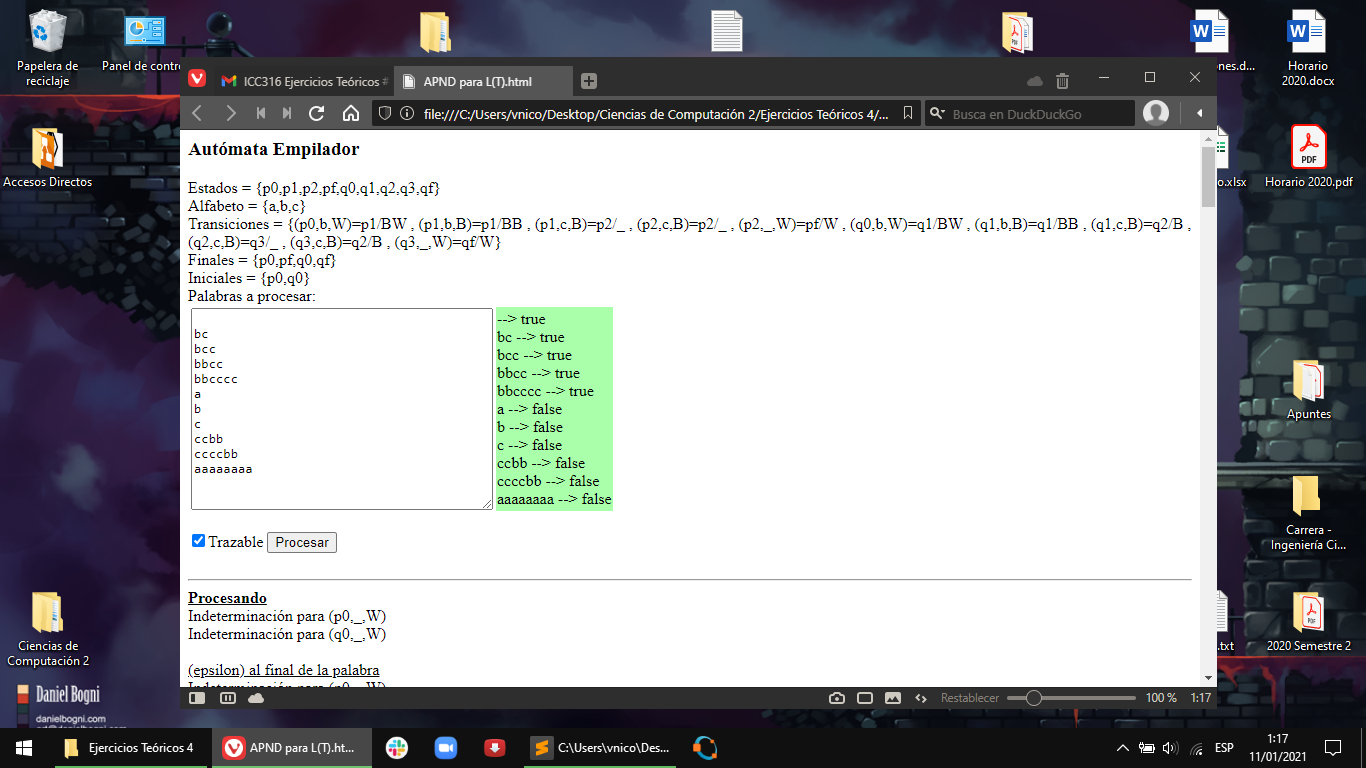 Papelera de
reciclaje
Panel de contro
ones.d...
Horario
2020.docx
ICC316 Ejercicios Teóricos #
APND para L(T).html
file:///C:/Users/vnico/Desktop/Ciencias de Computación 2/Ejercicios Teóricos 4/...
Busca en DuckDuckGo
Accesos Directos
o.xlsx
Horario 2020.pdf
Autómata Empilador
Estados = {p0,p1,p2,pf,q0,q1,q2,q3,qf}
Alfabeto = {a,b,c}
Transiciones = {(p0,b,W)=p1/BW , (p1,b,B)=p1/BB , (p1,c,B)=p2/_ , (p2,c,B)=p2/_ , (p2,_,W)=pf/W , (q0,b,W)=q1/BW , (q1,b,B)=q1/BB , (q1,c,B)=q2/B ,
(q2,c,B)=q3/_ , (q3,c,B)=q2/B , (q3,_,W)=qf/W}
Finales = {p0,pf,q0,qf}
Iniciales = {p0,q0}
Palabras a procesar:
bc
bcc
bbcc
bbcccc
a
b
c
ccbb
ccccbb
aaaaaaaa
--> true
bc --> true
bcc --> true
bbcc --> true
bbcccc --> true
a --> false
b --> false
c --> false
ccbb --> false
ccccbb --> false
aaaaaaaa --> false
Trazable Procesar
Procesando
Indeterminación para (p0,_,W)
Indeterminación para (q0,_,W)
(epsilon) al final de la palabra
Indeterminación para (p0,_,W)
Apuntes
Carrera -
Ingeniería Ci...
Ciencias de
Computación 2
.txt
2020 Semestre 2
Restablecer
100 %
1:17
Daniel Bogni
danielbogni.com
Ejercicios Teóricos 4
APND para L(T).ht...
C:\Users\vnico\Des...
ESP
1:17
11/01/2021